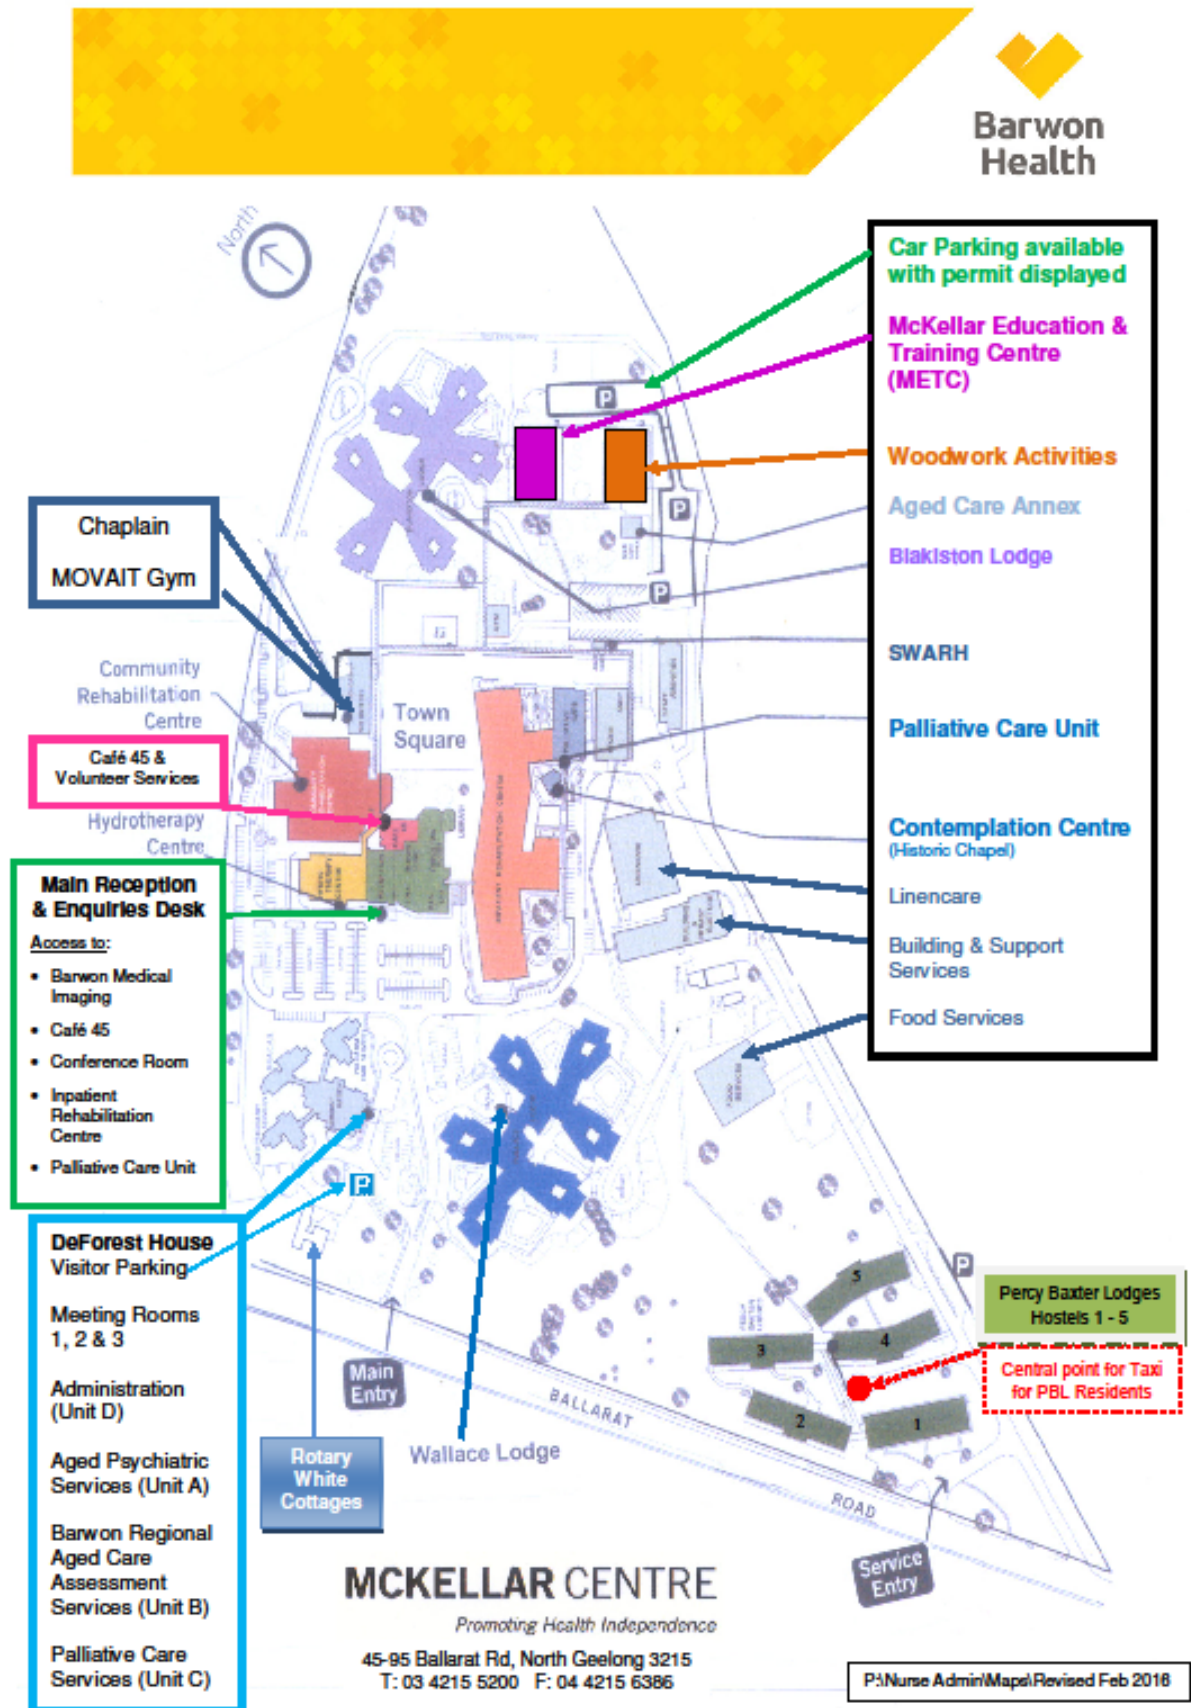 Barwon
Health
North
Car Parking available
with permit displayed
McKellar Education &
Training Centre
(METC)
Woodwork Activities
Aged Care Annex
Blakiston Lodge
SWARH
Palliative Care Unit
Contemplation Centre
(Historic Chapel)
Linencare
Building & Support
Services
Food Services
P
P
P
Chaplain
MOVAIT Gym
Community
Rehabilitation
Centre
Town
Square
Café 45 &
Volunteer Services
Hydrotherapy
Centre
Main Reception
& Enquiries Desk
Access to:
• Barwon Medical
Imaging
• Café 45
• Conference Room
• Inpatient
Rehabilitation
Centre
• Palliative Care Unit
P
DeForest House
Visitor Parking
Meeting Rooms
1, 2 & 3
Administration
(Unit D)
Aged Psychiatric
Services (Unit A)
Barwon Regional
Aged Care
Assessment
Services (Unit B)
Palliative Care
Services (Unit C)
Main
Entry
Rotary
White
Cottages
Wallace Lodge
BALLARAT
ROAD
5
4
3
2
1
P
Percy Baxter Lodges
Hostels 1 - 5
Central point for Taxi
for PBL Residents
Service
Entry
MCKELLAR CENTRE
Promoting Health Independence
45-95 Ballarat Rd, North Geelong 3215
T: 03 4215 5200 F: 04 4215 6386
P:\Nurse Admin\Maps\Revised Feb 2016